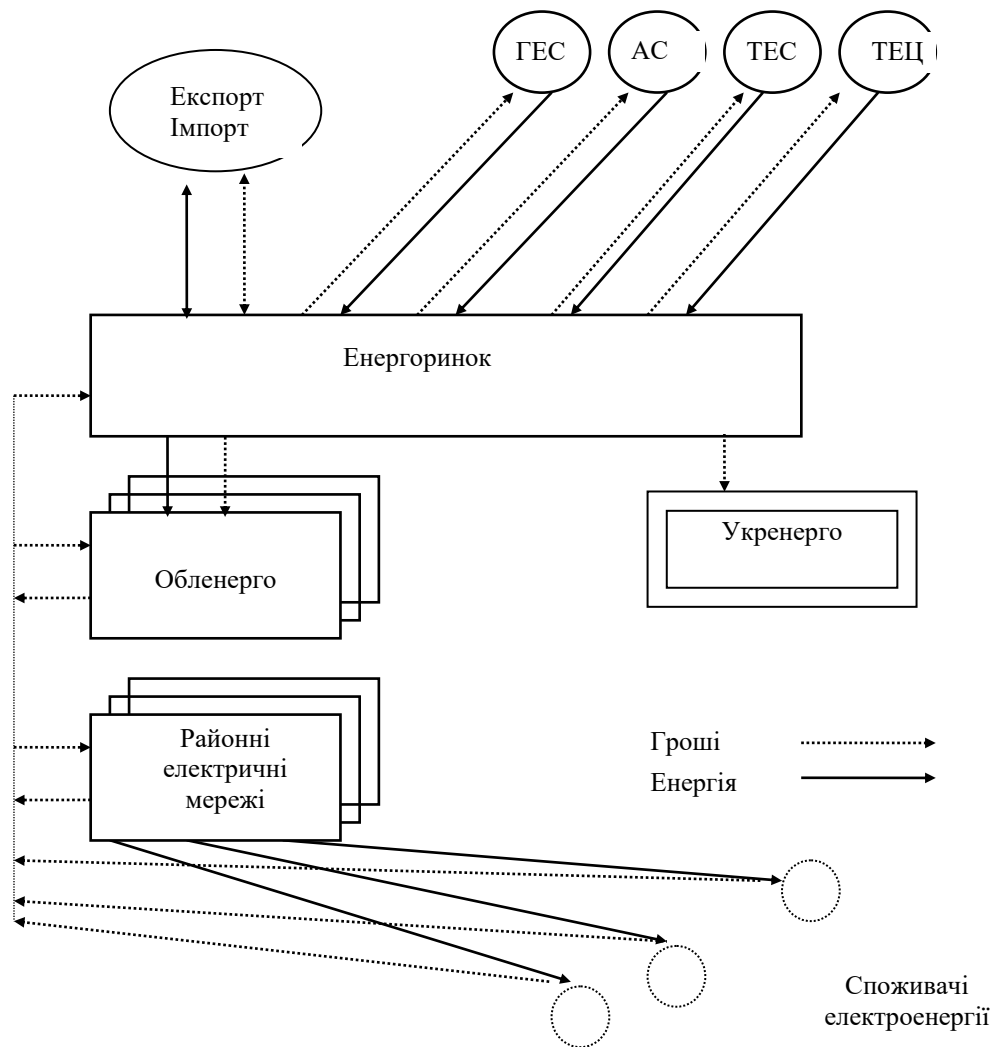 ГЕС
АС
ТЕС
ТЕЦ
Експорт
Імпорт
Енергоринок
Укренерго
Обленерго
Районні
електричні
мережі
Гроші
Енергія
Споживачі
електроенергії